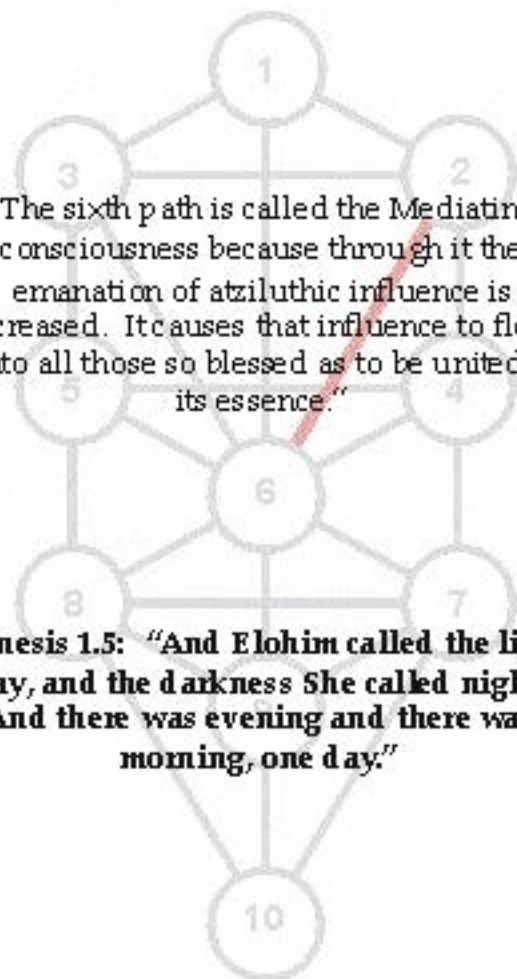 1
3
2
The sixth path is called the Mediatin
consciousness because through it the
emanation of atziluthic influence is
creased. It causes that influence to flo
to all those so blessed as to be united
its essence."
5
4
6
8
7
nesis 1.5: "And Elohim called the li
ay, and the darkness She called nigh
And there was evening and there wa
morning, one day."
9
10